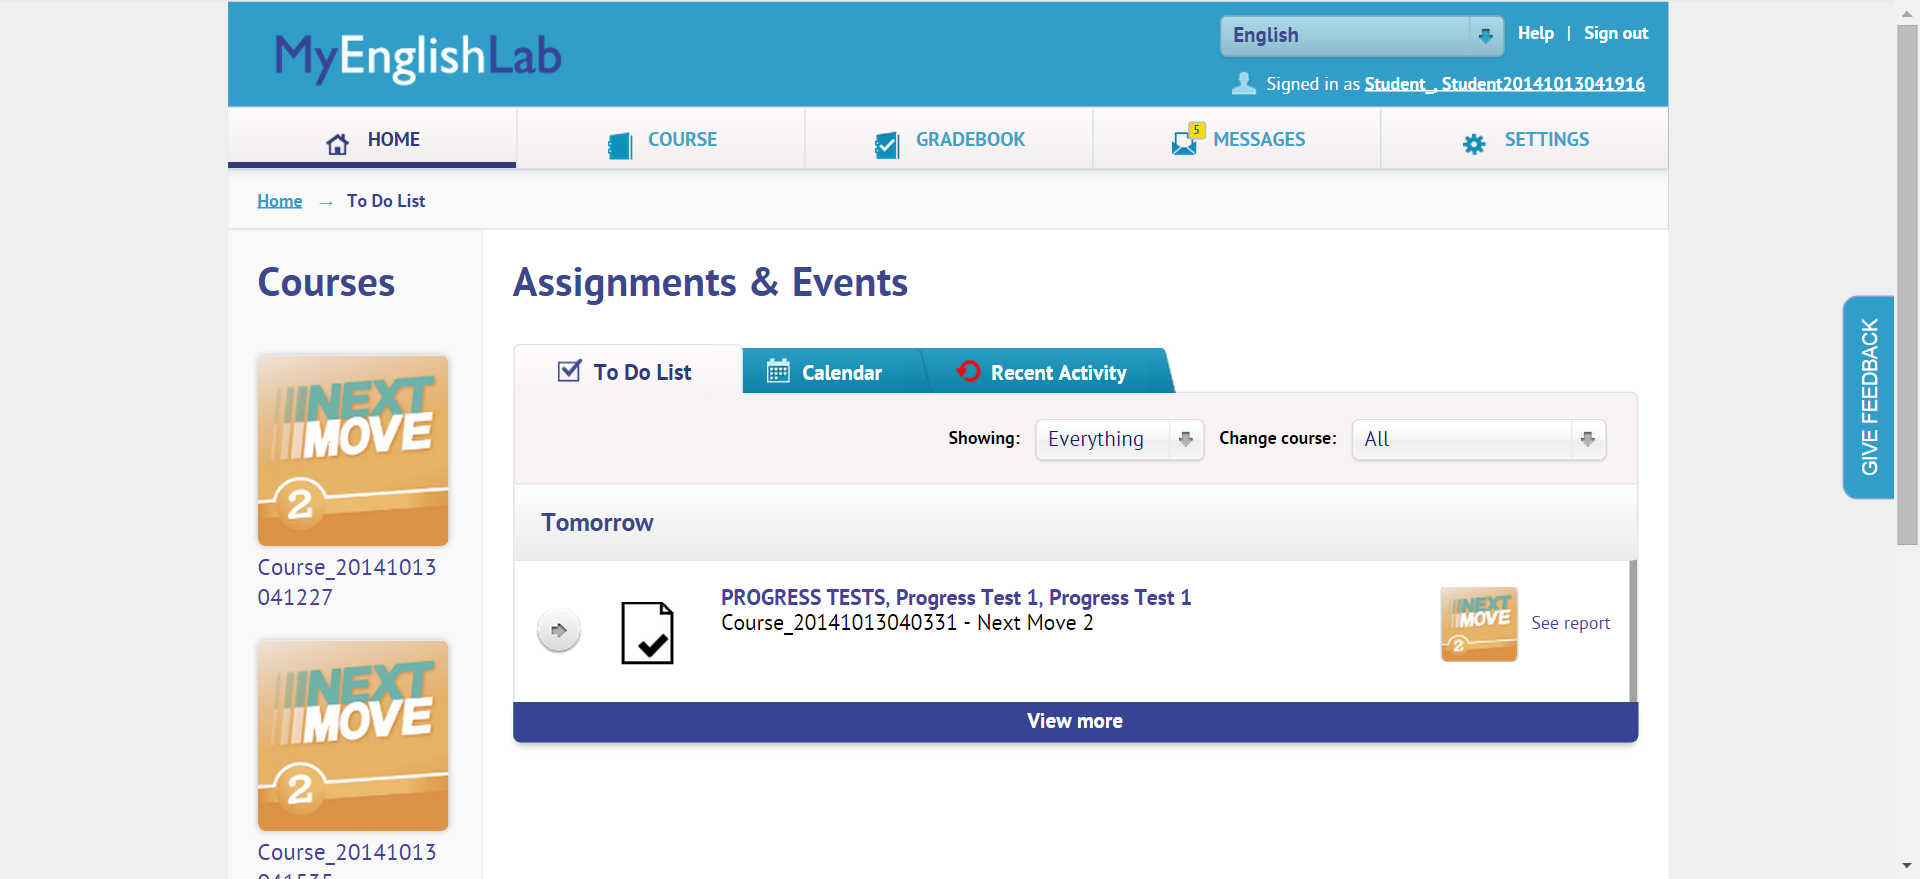 MyEnglishLab
English
Help | Sign out
Signed in as Student_, Student20141013041916
HOME
COURSE
GRADEBOOK
5
MESSAGES
SETTINGS
Home → To Do List
Courses
NEXT
MOVE
2
Course_20141013
041227
NEXT
MOVE
2
Course_20141013
Assignments & Events
To Do List
Calendar
Recent Activity
Showing: Everything
Change course: All
Tomorrow
PROGRESS TESTS, Progress Test 1, Progress Test 1
Course_20141013040331 - Next Move 2
NEXT
MOVE
2
See report
View more
GIVE FEEDBACK